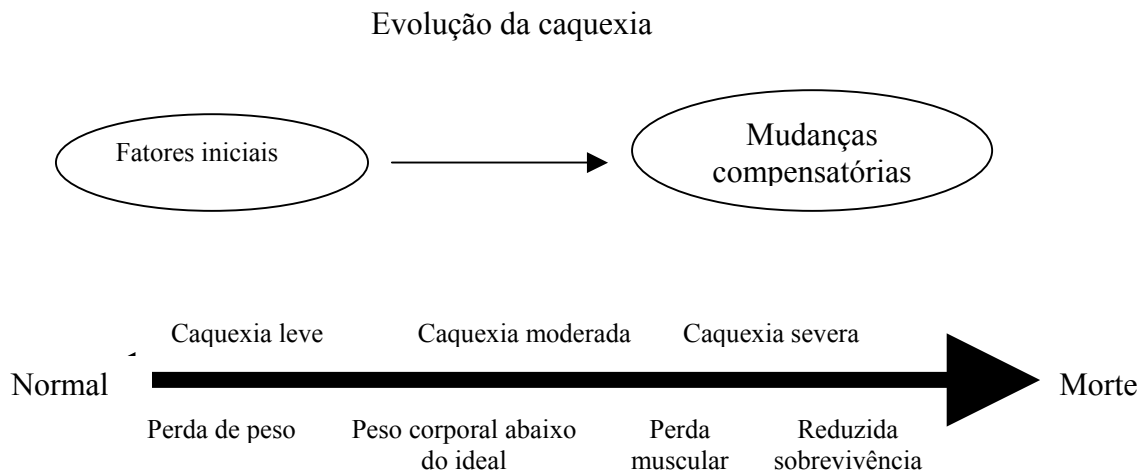 Evolução da caquexia
Fatores iniciais
Mudanças
compensatórias
Caquexia leve
Caquexia moderada
Caquexia severa
Normal
Morte
Perda de peso
Peso corporal abaixo
do ideal
Perda
muscular
Reduzida
sobrevivência